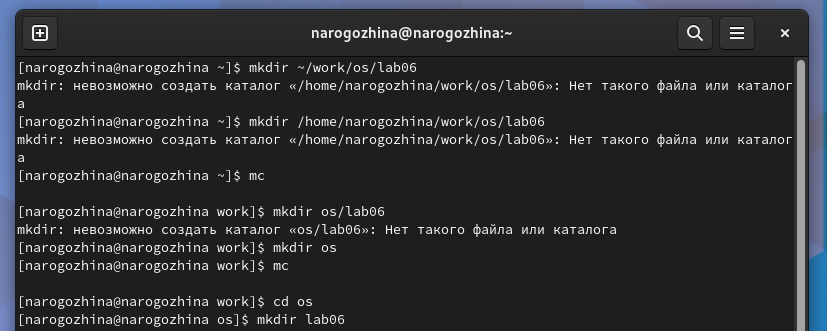 narogozhina@narogozhina:~
[narogozhina@narogozhina ~]$ mkdir ~/work/os/lab06
mkdir: невозможно создать каталог «/home/narogozhina/work/os/lab06»: Нет такого файла или каталог
а
[narogozhina@narogozhina ~]$ mkdir /home/narogozhina/work/os/lab06
mkdir: невозможно создать каталог «/home/narogozhina/work/os/lab06»: Нет такого файла или каталог
а
[narogozhina@narogozhina ~]$ mc
[narogozhina@narogozhina work]$ mkdir os/lab06
mkdir: невозможно создать каталог «os/lab06»: Нет такого файла или каталога
[narogozhina@narogozhina work]$ mkdir os
[narogozhina@narogozhina work]$ mc
[narogozhina@narogozhina work]$ cd os
[narogozhina@narogozhina os]$ mkdir lab06